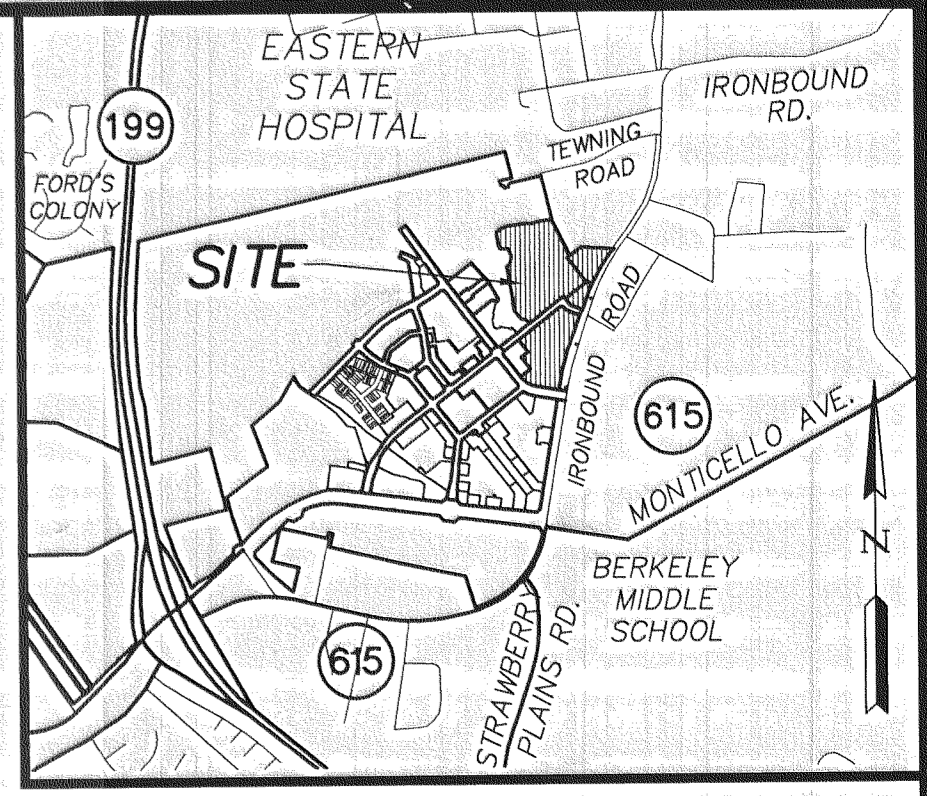 EASTERN
STATE
HOSPITAL
IRONBOUND
RD.
199
TEWNING
ROAD
FORD'S
COLONY
SITE
IRONBOUND ROAD
615
MONTICELLO AVE.
N
BERKELEY
MIDDLE
SCHOOL
615
STRAWBERRY
PLAINS RD.